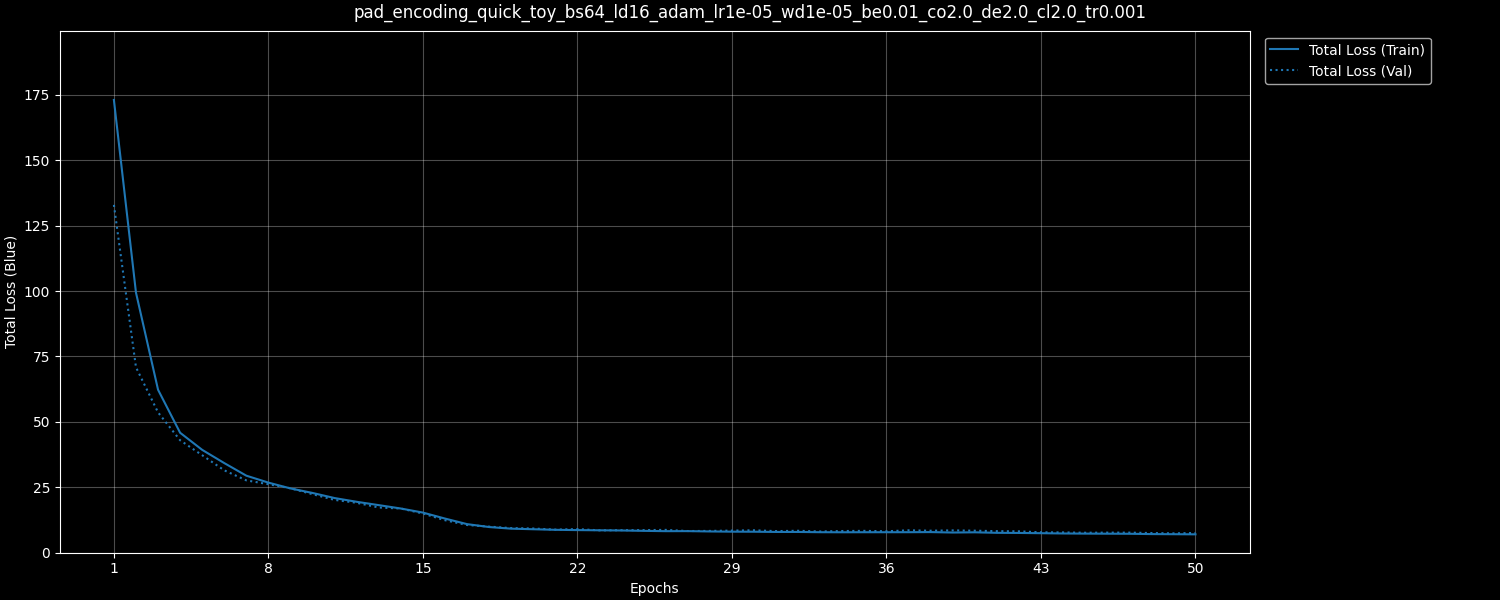 pad_encoding_quick_toy_bs64_ld16_adam_lr1e-05_wd1e-05_be0.01_co2.0_de2.0_cl2.0_tr0.001
Total Loss (Train)
Total Loss (Val)
Total Loss (Blue)
175
150
125
100
75
50
25
0
1 8 15 22 29 36 43 50
Epochs